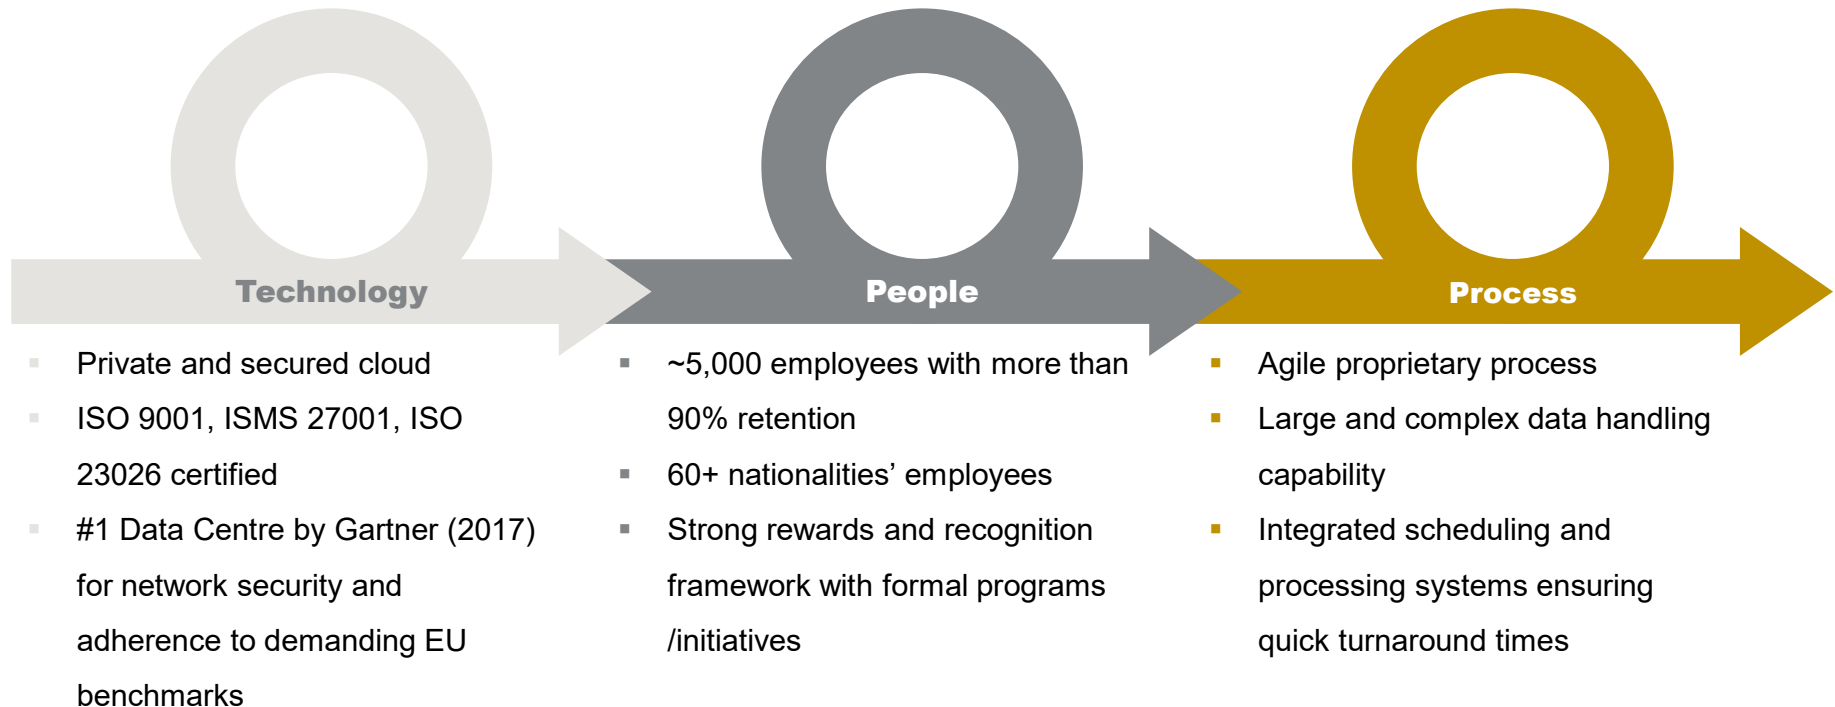 Technology
Private and secured cloud
ISO 9001, ISMS 27001, ISO
23026 certified
#1 Data Centre by Gartner (2017)
for network security and
adherence to demanding EU
benchmarks
People
~5,000 employees with more than
90% retention
60+ nationalities’ employees
Strong rewards and recognition
framework with formal programs
/initiatives
Process
Agile proprietary process
Large and complex data handling
capability
Integrated scheduling and
processing systems ensuring
quick turnaround times